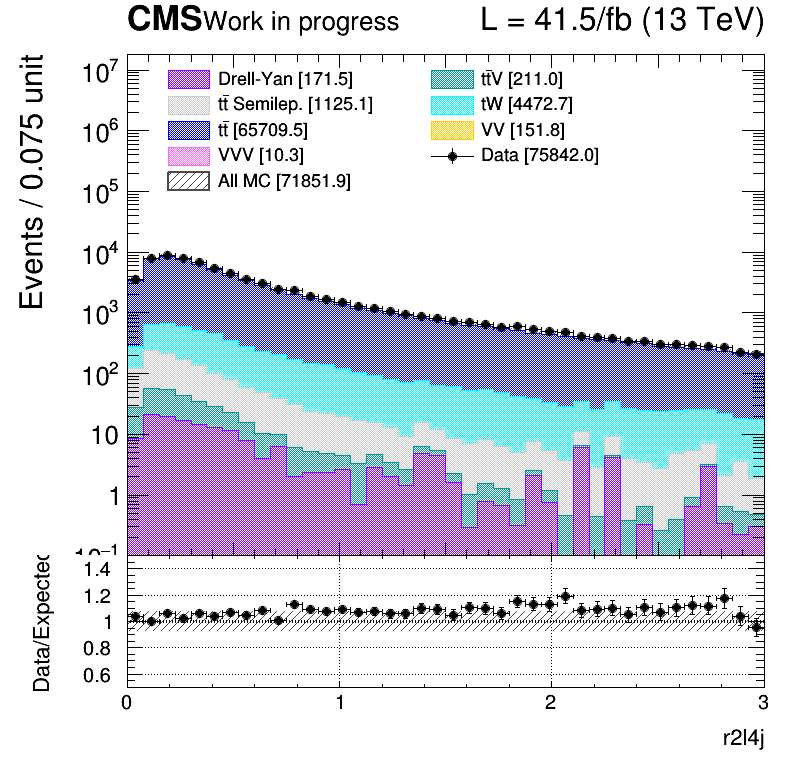 CMS Work in progress L = 41.5/fb (13 TeV)
Events / 0.075 unit
Drell-Yan [171.5]
tt̄ Semilep. [1125.1]
tt̄ [65709.5]
VVV [10.3]
All MC [71851.9]
tt̄V [211.0]
tW [4472.7]
VV [151.8]
Data [75842.0]
10⁷
10⁶
10⁵
10⁴
10³
10²
10
1
10⁻¹
Data/Expected
1.4
1.2
1
0.8
0.6
0 1 2 3
r2l4j